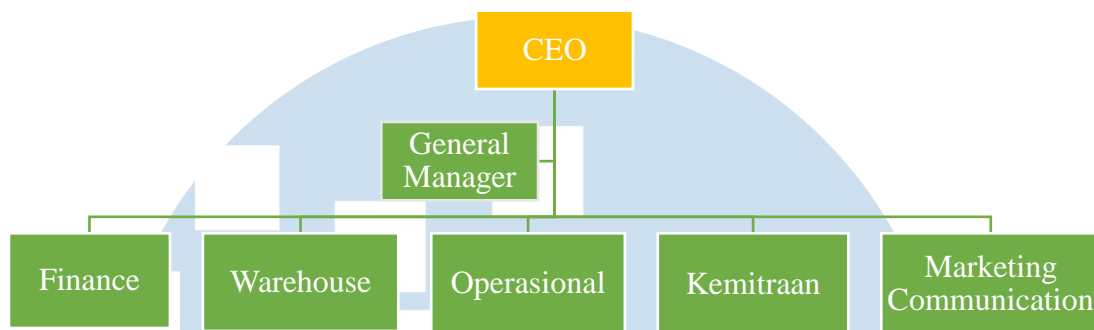 CEO
General
Manager
Finance
Warehouse
Operasional
Kemitraan
Marketing
Communication